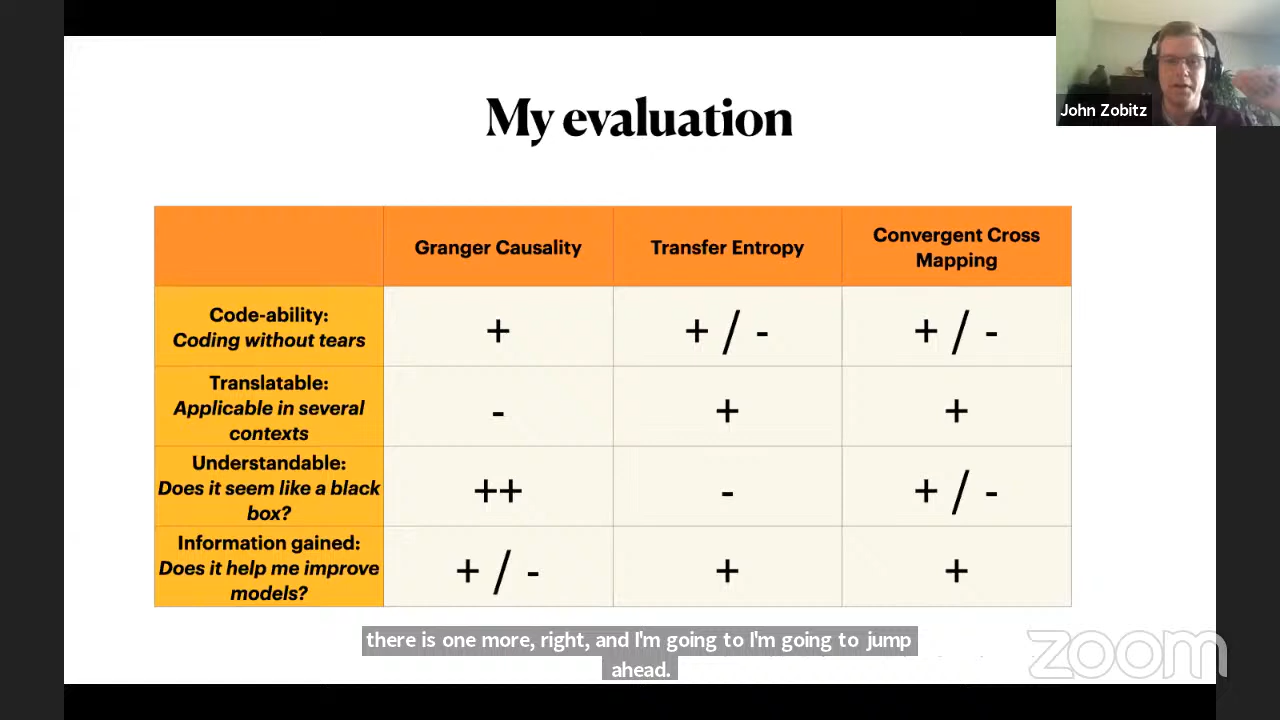 My evaluation
John Zobitz
Granger Causality
Transfer Entropy
Convergent Cross
Mapping
Code-ability:
Coding without tears
+
+ / -
+ / -
Translatable:
Applicable in several
contexts
-
+
+
Understandable:
Does it seem like a black
box?
++
-
+ / -
Information gained:
Does it help me improve
models?
+ / -
+
+
there is one more, right, and I'm going to I'm going to jump
ahead.
zoom